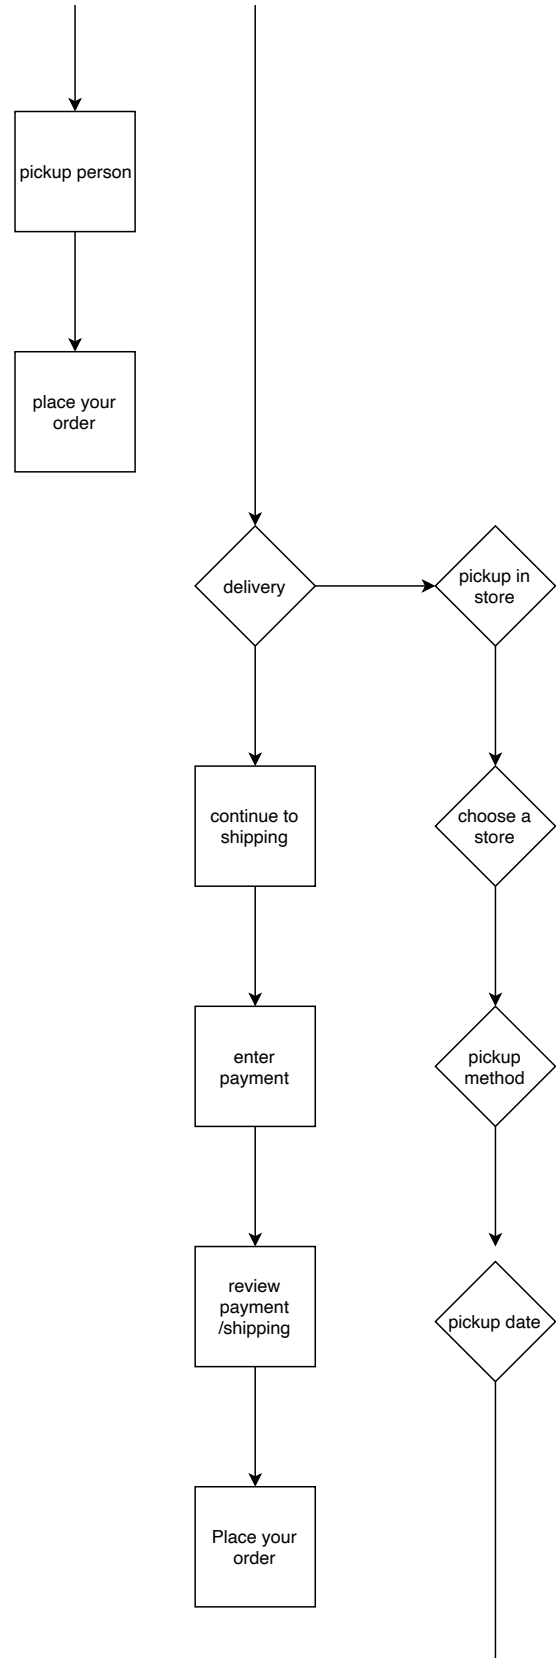 pickup person
place your
order
delivery
pickup in
store
continue to
shipping
choose a
store
enter
payment
pickup
method
review
payment
/shipping
pickup date
Place your
order